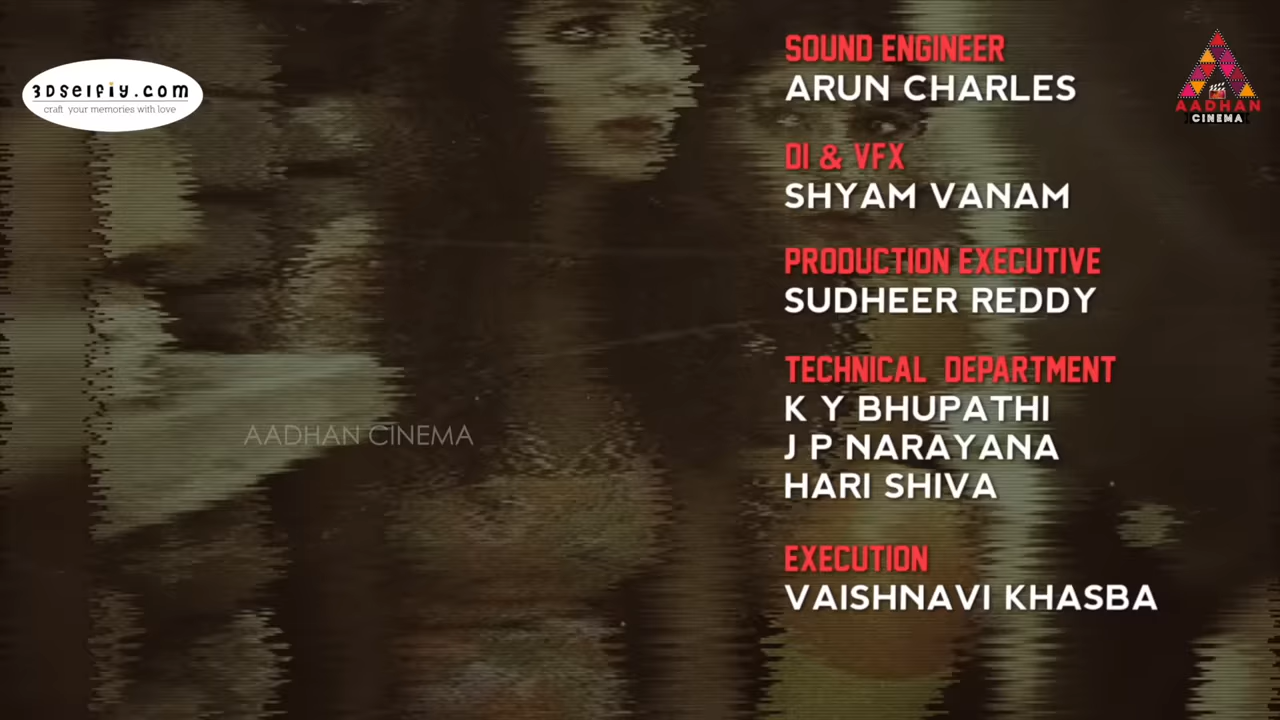 SOUND ENGINEER
ARUN CHARLES
3DSelfiy.com
craft your memories with love
AADHAN
CINEMA
DI & VFX
SHYAM VANAM
PRODUCTION EXECUTIVE
SUDHEER REDDY
TECHNICAL DEPARTMENT
K Y BHUPATHI
J P NARAYANA
HARI SHIVA
AADHAN CINEMA
EXECUTION
VAISHNAVI KHASBA